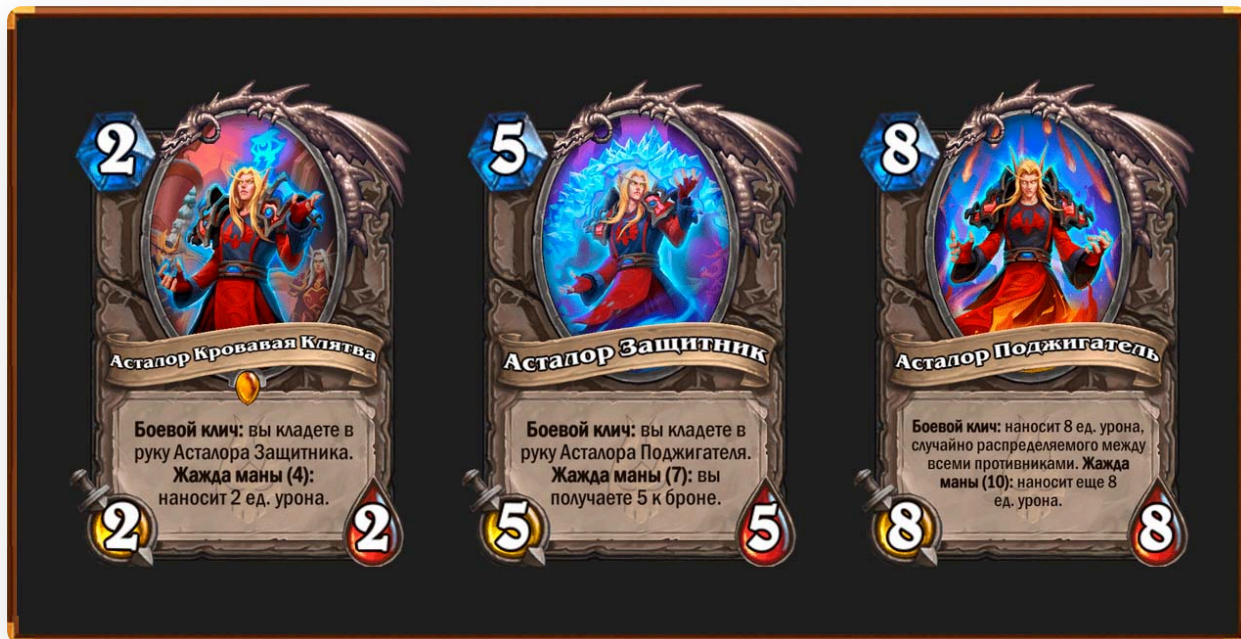 2
Асталор Кровавая Клятва
Боевой клич: вы кладете в
руку Асталора Защитника.
Жажда маны (4):
наносит 2 ед. урона.
2
2
5
Асталор Защитник
Боевой клич: вы кладете в
руку Асталора Поджигателя.
Жажда маны (7): вы
получаете 5 к броне.
5
5
8
Асталор Поджигатель
Боевой клич: наносит 8 ед. урона,
случайно распределяемого между
всеми противниками. Жажда
маны (10): наносит еще 8
ед. урона.
8
8